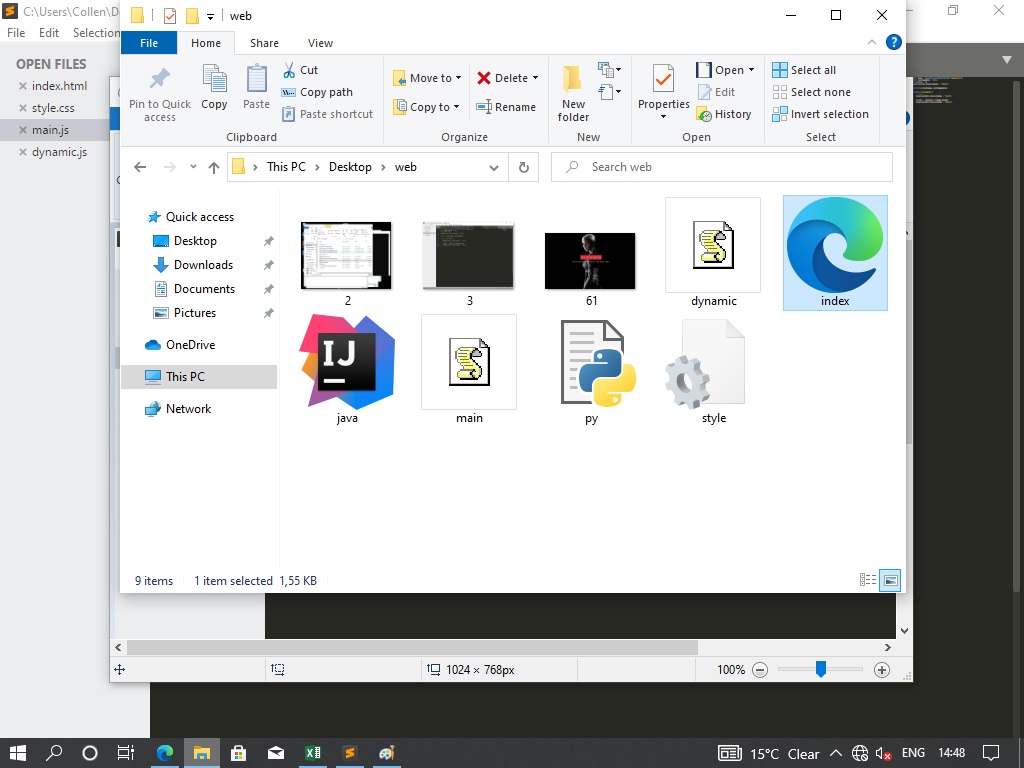 C:\Users\Collen\D
web
File Edit Selection
File Home Share View
OPEN FILES
index.html
style.css
main.js
dynamic.js
Pin to Quick access
Copy
Paste
Cut
Copy path
Paste shortcut
Clipboard
Move to
Copy to
Delete
Rename
Organize
New folder
New
Properties
Open
Edit
History
Open
Select all
Select none
Invert selection
Select
This PC > Desktop > web
Search web
Quick access
Desktop
Downloads
Documents
Pictures
OneDrive
This PC
Network
2
3
61
dynamic
index
IJ
java
main
py
style
9 items 1 item selected 1,55 KB
1024 × 768px
100%
15°C Clear ENG 14:48